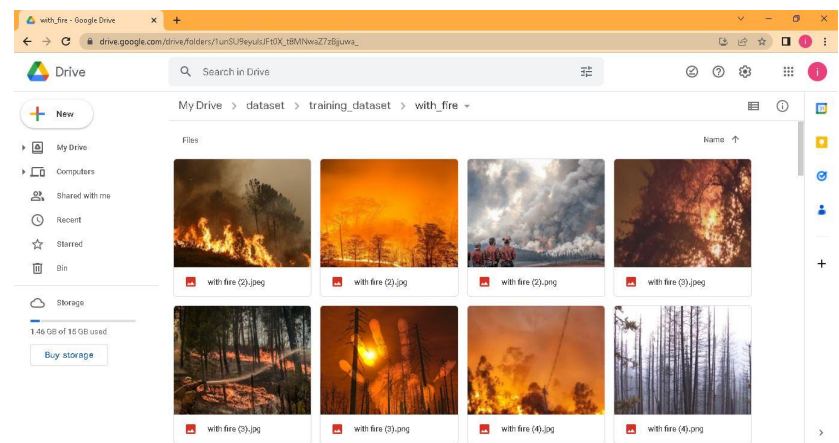 with_fire - Google Drive
drive.google.com/drive/folders/1unSU9eyuIsJFt0X_tBMNwaZ7zBjjuwa_
Drive
Search in Drive
i
New
My Drive > dataset > training_dataset > with_fire
Files
Name
My Drive
Computers
Shared with me
Recent
Starred
Bin
Storage
1.46 GB of 15 GB used
Buy storage
with fire (2).jpeg
with fire (2).jpg
with fire (2).png
with fire (3).jpeg
with fire (3).jpg
with fire (3).png
with fire (4).jpg
with fire (4).png